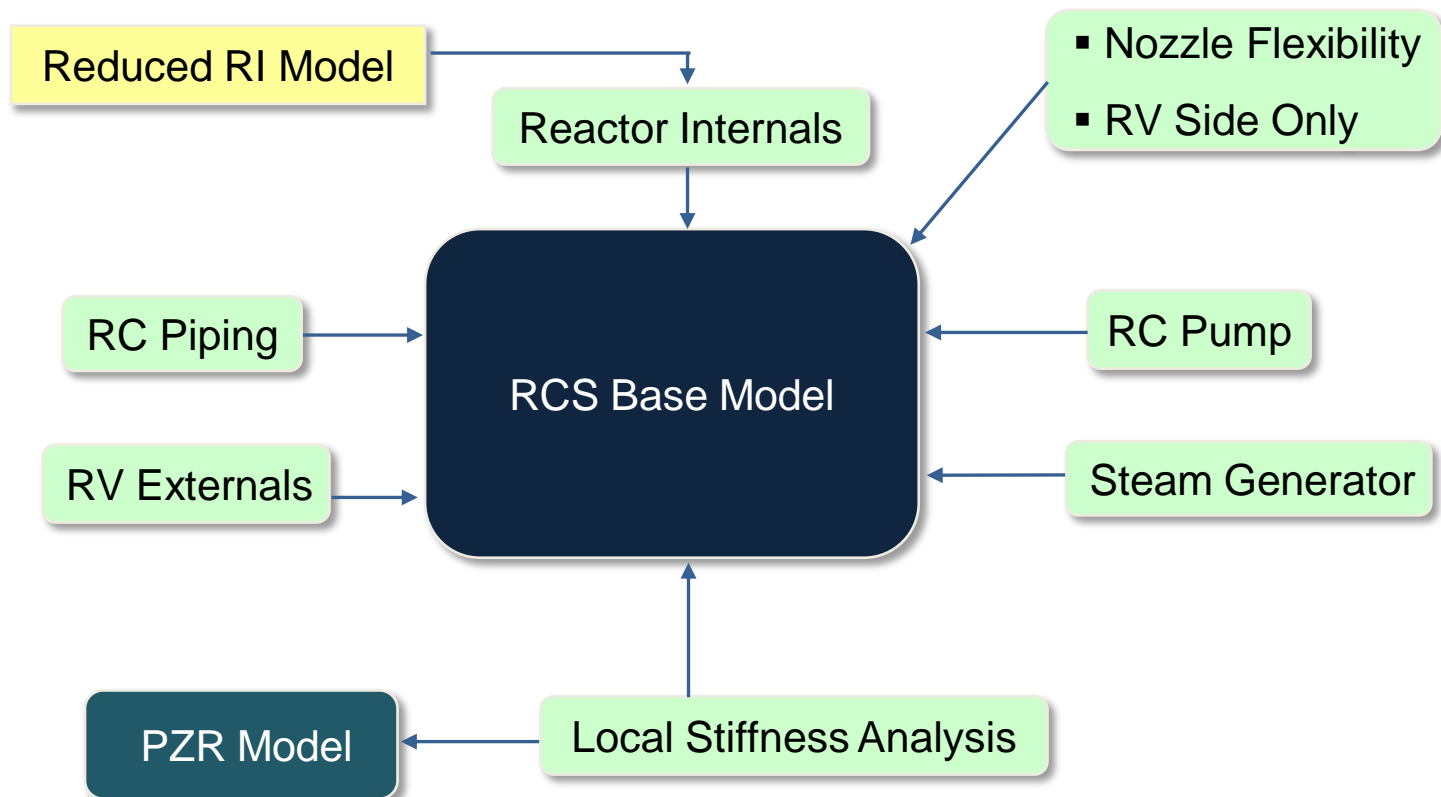 Reduced RI Model
▪ Nozzle Flexibility
▪ RV Side Only
Reactor Internals
RC Piping
RC Pump
RCS Base Model
RV Externals
Steam Generator
PZR Model
Local Stiffness Analysis